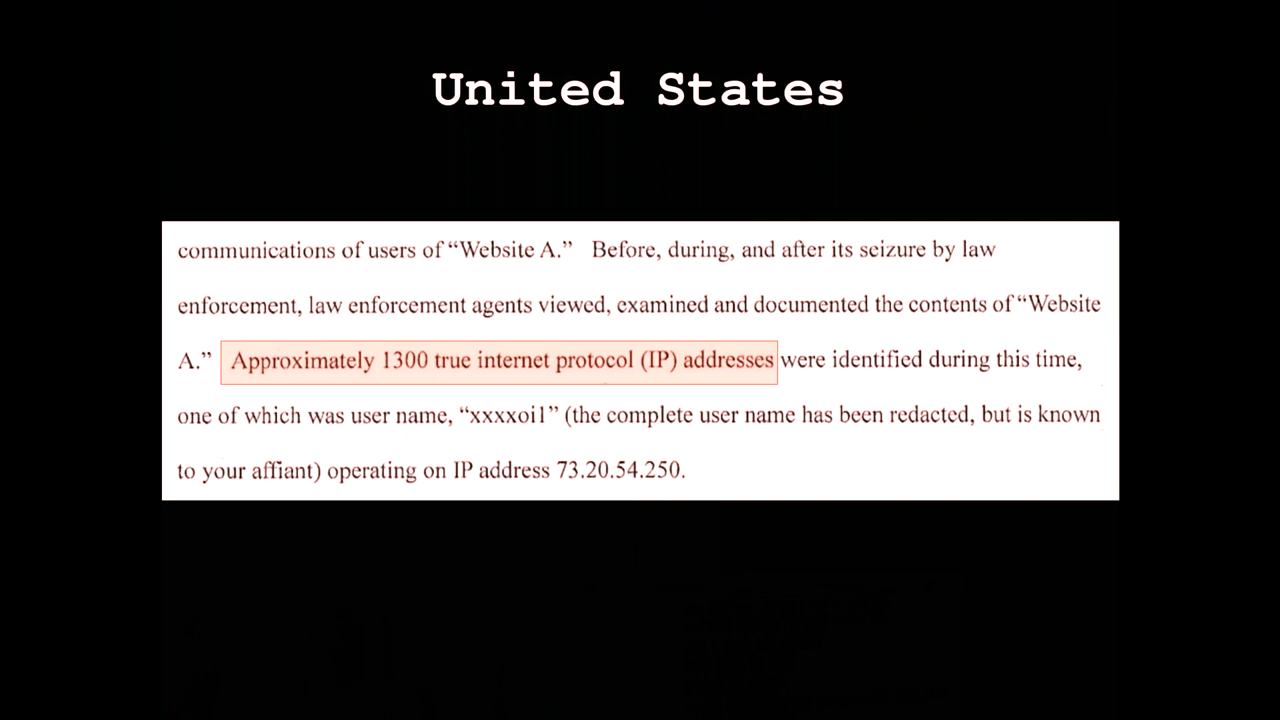 United States
communications of users of “Website A.” Before, during, and after its seizure by law
enforcement, law enforcement agents viewed, examined and documented the contents of “Website
A.” Approximately 1300 true internet protocol (IP) addresses were identified during this time,
one of which was user name, “xxxxoi1” (the complete user name has been redacted, but is known
to your affiant) operating on IP address 73.20.54.250.